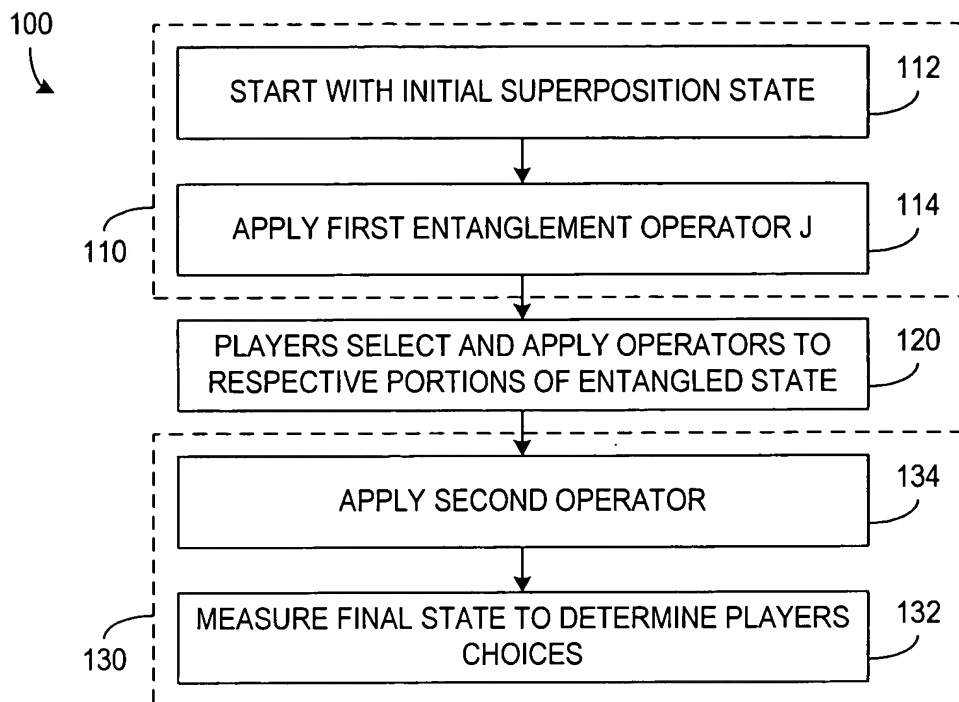 100
START WITH INITIAL SUPERPOSITION STATE
112
APPLY FIRST ENTANGLEMENT OPERATOR J
114
110
PLAYERS SELECT AND APPLY OPERATORS TO
RESPECTIVE PORTIONS OF ENTANGLED STATE
120
APPLY SECOND OPERATOR
134
MEASURE FINAL STATE TO DETERMINE PLAYERS
CHOICES
132
130